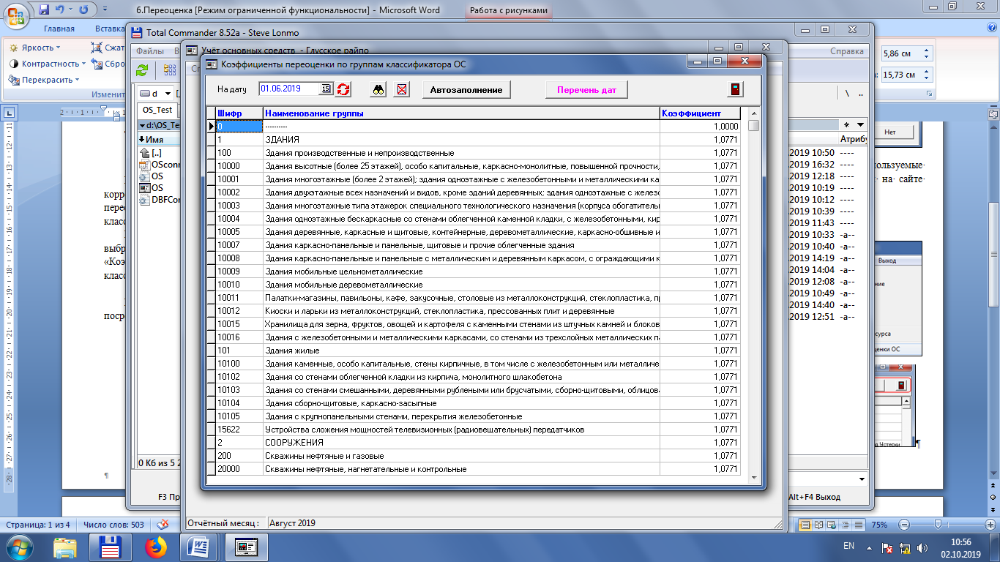 6.Переоценка [Режим ограниченной функциональности] - Microsoft Word
Работа с рисунками
Главная
Вставка
Total Commander 8.52a - Steve Lonmo
Файлы
Справка
Учёт основных средств - Глусское райпо
Коэффициенты переоценки по группам классификатора ОС
Яркость
Контрастность
Перекрасить
5,86 см
15,73 см
На дату 01.06.2019 15 Автозаполнение Перечень дат
d
OS_Test
Имя
[..]
OS
OS
Шифр Наименование группы Коэффициент
0 ---------- 1,0000
1 ЗДАНИЯ 1,0771
100 Здания производственные и непроизводственные 1,0771
10000 Здания высотные (более 25 этажей), особо капитальные, каркасно-монолитные, повышенной прочности, 1,0771
10001 Здания многоэтажные (более 2 этажей); здания одноэтажные с железобетонными и металлическими ка 1,0771
10002 Здания двухэтажные всех назначений и видов, кроме зданий деревянных; здания одноэтажные с железо 1,0771
10003 Здания многоэтажные типа этажерок специального технологического назначения (корпуса обогатитель 1,0771
10004 Здания одноэтажные бескаркасные со стенами облегченной каменной кладки, с железобетонными, кир 1,0771
10005 Здания деревянные, каркасные и щитовые, контейнерные, деревометаллические, каркасно-обшивные и 1,0771
10007 Здания каркасно-панельные и панельные, щитовые и прочие облегченные здания 1,0771
10008 Здания каркасно-панельные и панельные с металлическим и деревянным каркасом, с ограждающими к 1,0771
10009 Здания мобильные цельнометаллические 1,0771
10010 Здания мобильные деревометаллические 1,0771
10011 Палатки-магазины, павильоны, кафе, закусочные, столовые из металлоконструкций, стеклопластика, пр 1,0771
10012 Киоски и ларьки из металлоконструкций, стеклопластика, прессованных плит и деревянные 1,0771
10015 Хранилища для зерна, фруктов, овощей и картофеля с каменными стенами из штучных камней и блоков 1,0771
10016 Здания с железобетонными и металлическими каркасами, со стенами из трехслойных металлических па 1,0771
101 Здания жилые 1,0771
10100 Здания каменные, особо капитальные, стены кирпичные, в том числе с железобетонным или металличе 1,0771
10102 Здания со стенами облегченной кладки из кирпича, монолитного шлакобетона 1,0771
10103 Здания со стенами смешанными, деревянными рублеными или брусчатыми, сборно-щитовыми, облицова 1,0771
10104 Здания сборно-щитовые, каркасно-засыпные 1,0771
10105 Здания с крупнопанельными стенами, перекрытия железобетонные 1,0771
15622 Устройства сложения мощностей телевизионных (радиовещательных) передатчиков 1,0771
2 СООРУЖЕНИЯ 1,0771
200 Скважины нефтяные и газовые 1,0771
20000 Скважины нефтяные, нагнетательные и контрольные 1,0771
Нет
на сайте
Выход
2019 10:50 ----
2019 16:32 ----
2019 12:18 ----
2019 10:19 ----
2019 10:12 ----
2019 10:39 ----
2019 11:43 ----
2019 10:33 -a--
2019 10:40 -a--
2019 14:19 -a--
2019 14:04 -a--
2019 12:08 -a--
2019 10:49 -a--
2019 14:40 -a--
2019 12:51 -a--
0 Кб из 5 2
Alt+F4 Выход
Отчётный месяц : Август 2019
Страница: 1 из 4 Число слов: 503 75%
EN 10:56
02.10.2019